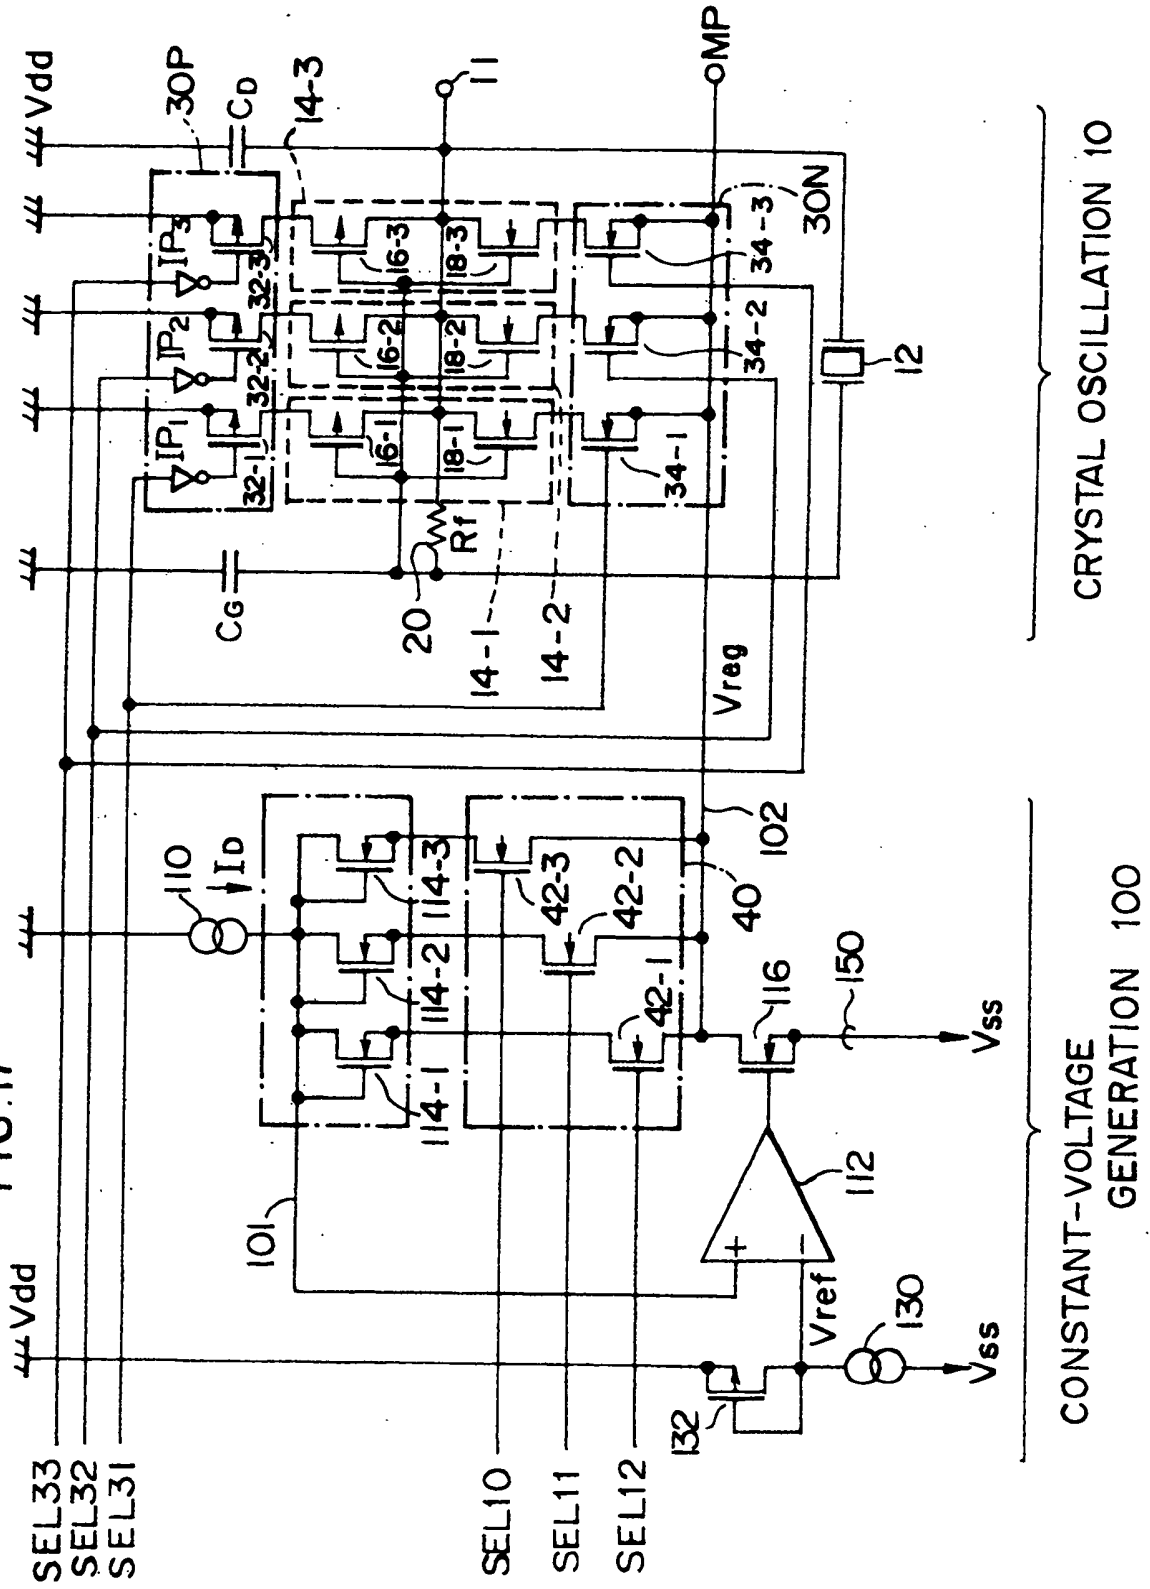 FIG. 17
Vdd
Vdd
SEL33
SEL32
SEL31
SEL10
SEL11
SEL12
101
110
ID
114-1
114-2
114-3
42-3
42-2
42-1
40
102
116
150
112
+
−
Vref
132
130
Vss
Vss
Vreg
CG
CD
IP1
IP2
IP3
30P
32-1
32-2
32-3
14-3
16-1
16-2
16-3
18-1
18-2
18-3
11
20
Rf
14-1
14-2
34-1
34-2
34-3
30N
MP
12
CONSTANT-VOLTAGE
GENERATION 100
CRYSTAL OSCILLATION 10